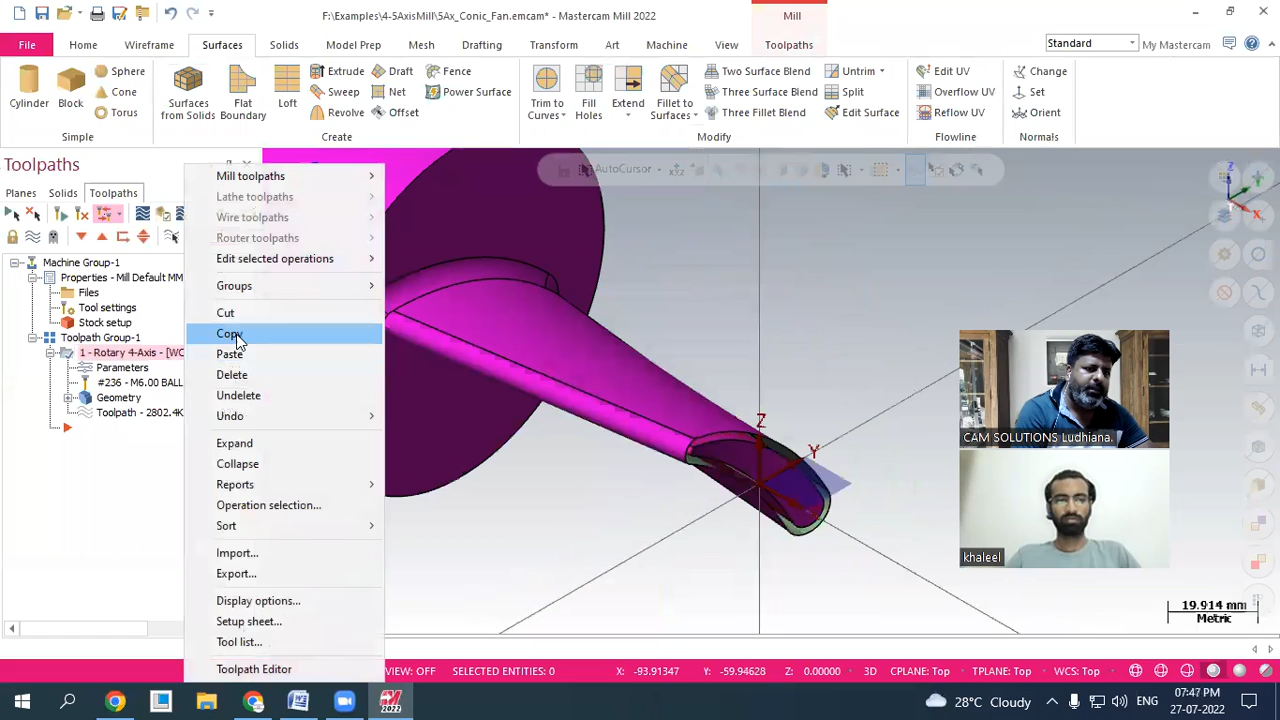 F:\Examples\4-5AxisMill\5Ax_Conic_Fan.emcam* - Mastercam Mill 2022
Mill
File
Home
Wireframe
Surfaces
Solids
Model Prep
Mesh
Drafting
Transform
Art
Machine
View
Toolpaths
Standard
My Mastercam
Cylinder
Block
Sphere
Cone
Torus
Simple
Surfaces from Solids
Flat Boundary
Loft
Extrude
Sweep
Revolve
Draft
Net
Offset
Fence
Power Surface
Create
Trim to Curves
Fill Holes
Extend
Fillet to Surfaces
Two Surface Blend
Three Surface Blend
Three Fillet Blend
Untrim
Split
Edit Surface
Modify
Edit UV
Overflow UV
Reflow UV
Flowline
Change
Set
Orient
Normals
Toolpaths
Planes
Solids
Toolpaths
Machine Group-1
Properties - Mill Default MM
Files
Tool settings
Stock setup
Toolpath Group-1
1 - Rotary 4-Axis - [WC
Parameters
#236 - M6.00 BALL
Geometry
Toolpath - 2802.4K
Mill toolpaths
Lathe toolpaths
Wire toolpaths
Router toolpaths
Edit selected operations
Groups
Cut
Copy
Paste
Delete
Undelete
Undo
Expand
Collapse
Reports
Operation selection...
Sort
Import...
Export...
Display options...
Setup sheet...
Tool list...
Toolpath Editor
AutoCursor
XYZ
Z
X
Z
Y
CAM SOLUTIONS Ludhiana.
khaleel
19.914 mm
Metric
VIEW: OFF
SELECTED ENTITIES: 0
X: -93.91347
Y: -59.94628
Z: 0.00000
3D
CPLANE: Top
TPLANE: Top
WCS: Top
2022
28°C Cloudy
ENG
07:47 PM
27-07-2022